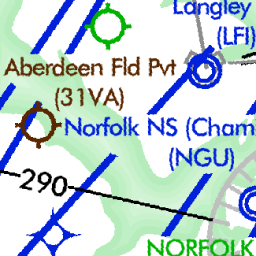 Langley
(LFI)
Aberdeen Fld Pvt
(31VA)
Norfolk NS (Cham
(NGU)
290
NORFOLK